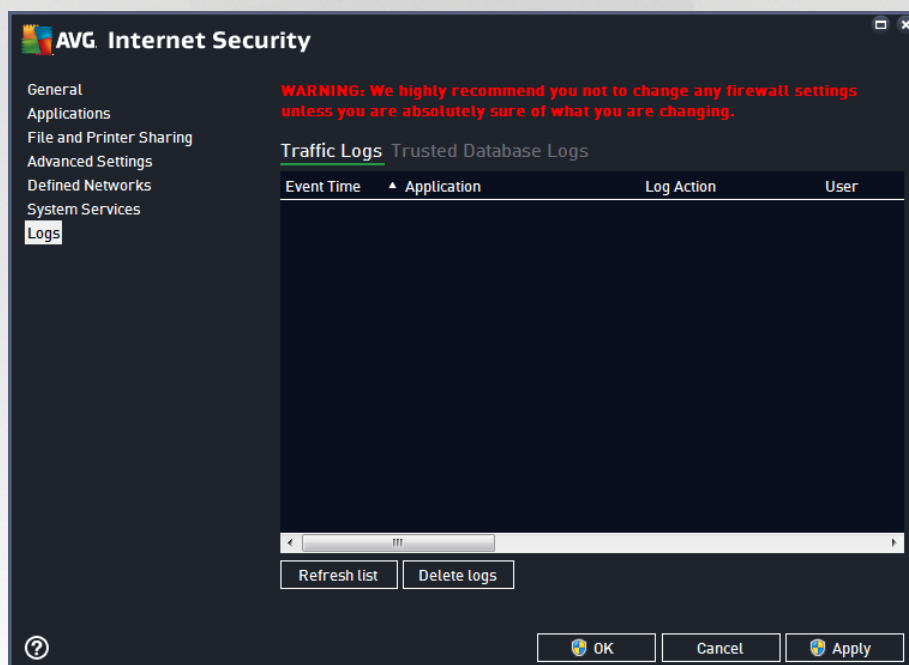 AVG. Internet Security
General
Applications
File and Printer Sharing
Advanced Settings
Defined Networks
System Services
Logs
WARNING: We highly recommend you not to change any firewall settings
unless you are absolutely sure of what you are changing.
Traffic Logs Trusted Database Logs
Event Time Application Log Action User
Refresh list Delete logs
? OK Cancel Apply